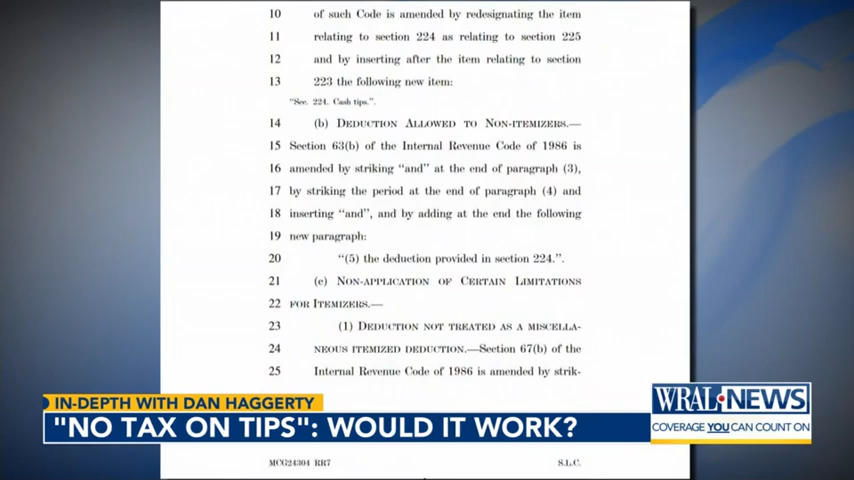 10 of such Code is amended by redesignating the item
11 relating to section 224 as relating to section 225
12 and by inserting after the item relating to section
13 223 the following new item:
"Sec. 224. Cash tips.".
14 (b) DEDUCTION ALLOWED TO NON-ITEMIZERS.—
15 Section 63(b) of the Internal Revenue Code of 1986 is
16 amended by striking "and" at the end of paragraph (3),
17 by striking the period at the end of paragraph (4) and
18 inserting "and", and by adding at the end the following
19 new paragraph:
20 "(5) the deduction provided in section 224.".
21 (c) NON-APPLICATION OF CERTAIN LIMITATIONS
22 FOR ITEMIZERS.—
23 (1) DEDUCTION NOT TREATED AS A MISCELLA-
24 NEOUS ITEMIZED DEDUCTION.—Section 67(b) of the
25 Internal Revenue Code of 1986 is amended by strik-
IN-DEPTH WITH DAN HAGGERTY
"NO TAX ON TIPS": WOULD IT WORK?
WRAL NEWS
COVERAGE YOU CAN COUNT ON
MCG24304 RR7 S.L.C.